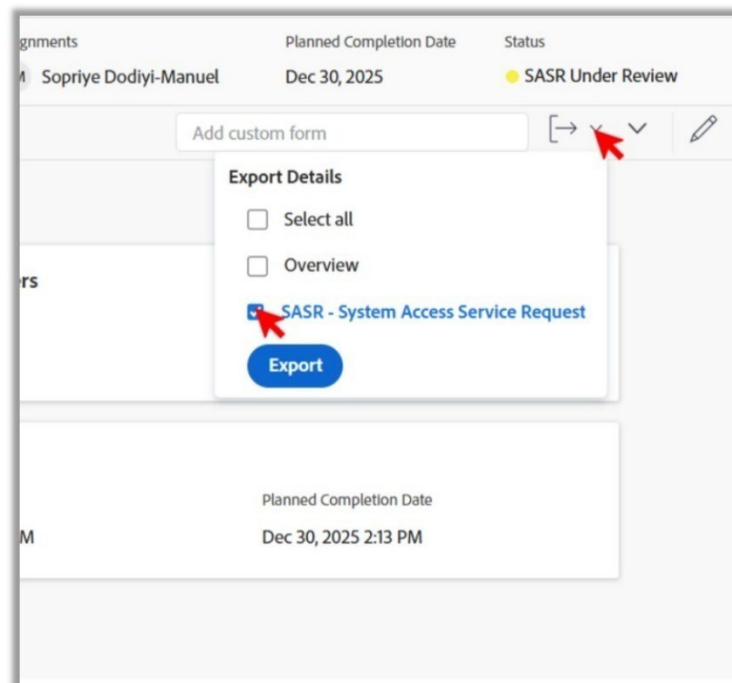 gnments
Planned Completion Date
Status
M Sopriye Dodiyi-Manuel
Dec 30, 2025
SASR Under Review
Add custom form
Export Details
Select all
Overview
SASR - System Access Service Request
Export
rs
Planned Completion Date
M
Dec 30, 2025 2:13 PM